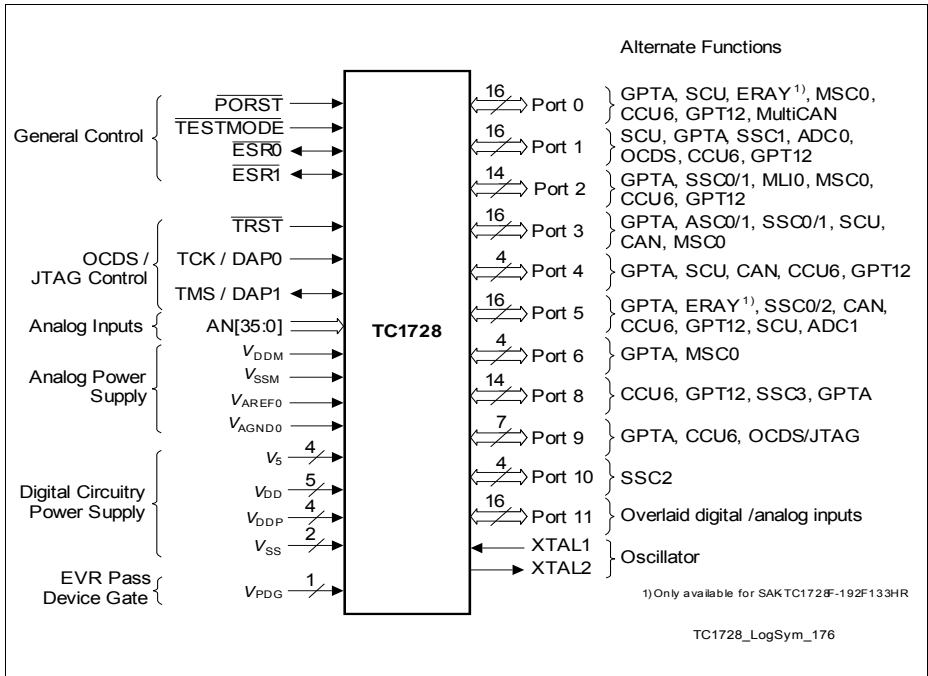 Alternate Functions
General Control
PORST
TESTMODE
ESR0
ESR1
OCDS /
JTAG Control
TRST
TCK / DAP0
TMS / DAP1
Analog Inputs
AN[35:0]
Analog Power
Supply
VDDM
VSSM
VAREF0
VAGND0
Digital Circuitry
Power Supply
V5
4
VDD
5
VDDP
4
VSS
2
EVR Pass
Device Gate
VPDG
1
TC1728
16
Port 0
GPTA, SCU, ERAY 1), MSC0,
CCU6, GPT12, MultiCAN
16
Port 1
SCU, GPTA, SSC1, ADC0,
OCDS, CCU6, GPT12
14
Port 2
GPTA, SSC0/1, MLI0, MSC0,
CCU6, GPT12
16
Port 3
GPTA, ASC0/1, SSC0/1, SCU,
CAN, MSC0
4
Port 4
GPTA, SCU, CAN, CCU6, GPT12
16
Port 5
GPTA, ERAY 1), SSC0/2, CAN,
CCU6, GPT12, SCU, ADC1
4
Port 6
GPTA, MSC0
14
Port 8
CCU6, GPT12, SSC3, GPTA
7
Port 9
GPTA, CCU6, OCDS/JTAG
4
Port 10
SSC2
16
Port 11
Overlaid digital /analog inputs
XTAL1
XTAL2
Oscillator
1) Only available for SAK-TC1728F-192F133HR
TC1728_LogSym_176